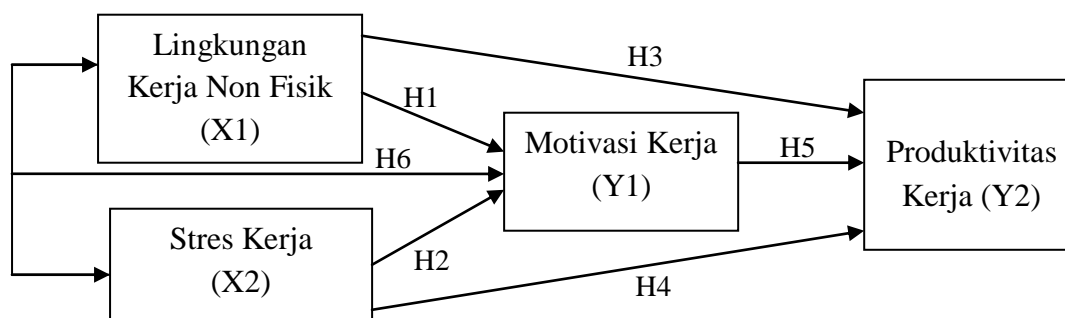 Lingkungan
Kerja Non Fisik
(X1)
H3
H1
Motivasi Kerja
(Y1)
H5
Produktivitas
Kerja (Y2)
H6
Stres Kerja
(X2)
H2
H4